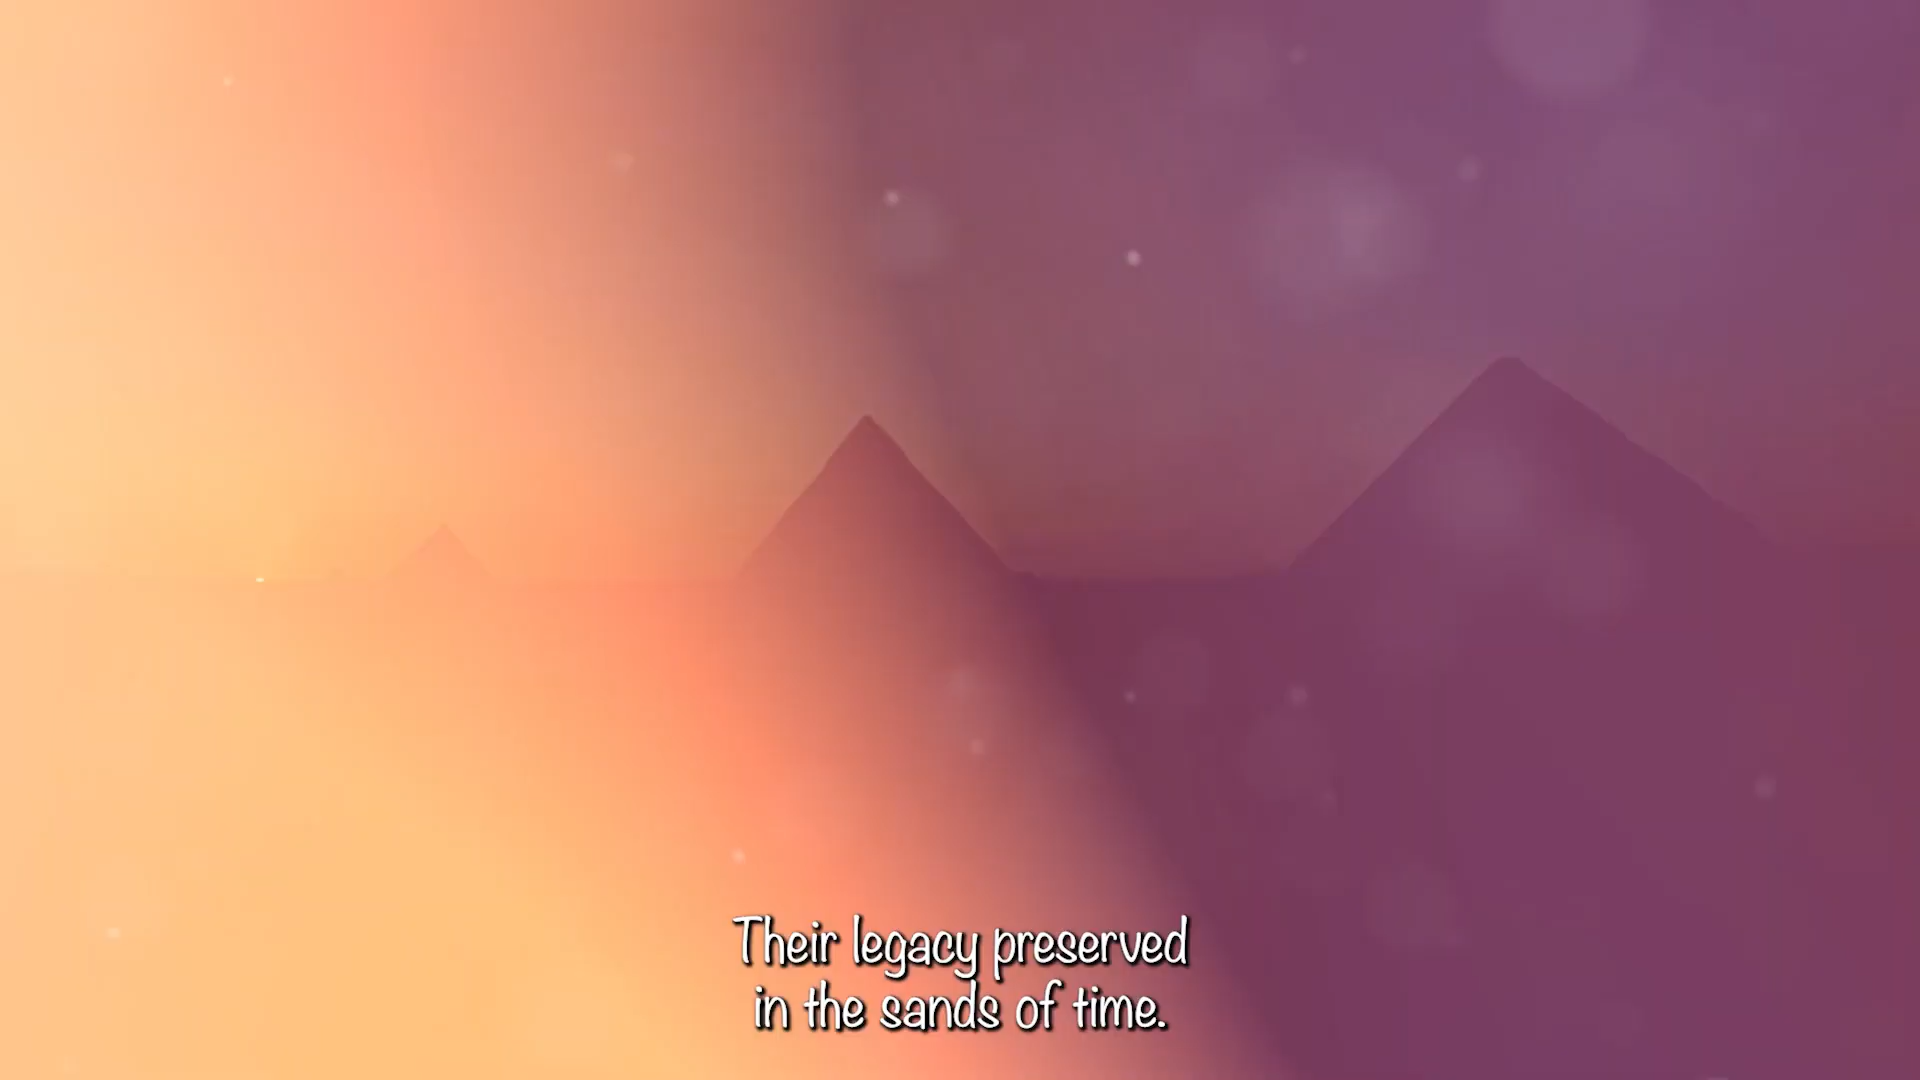 Their legacy preserved
in the sands of time.